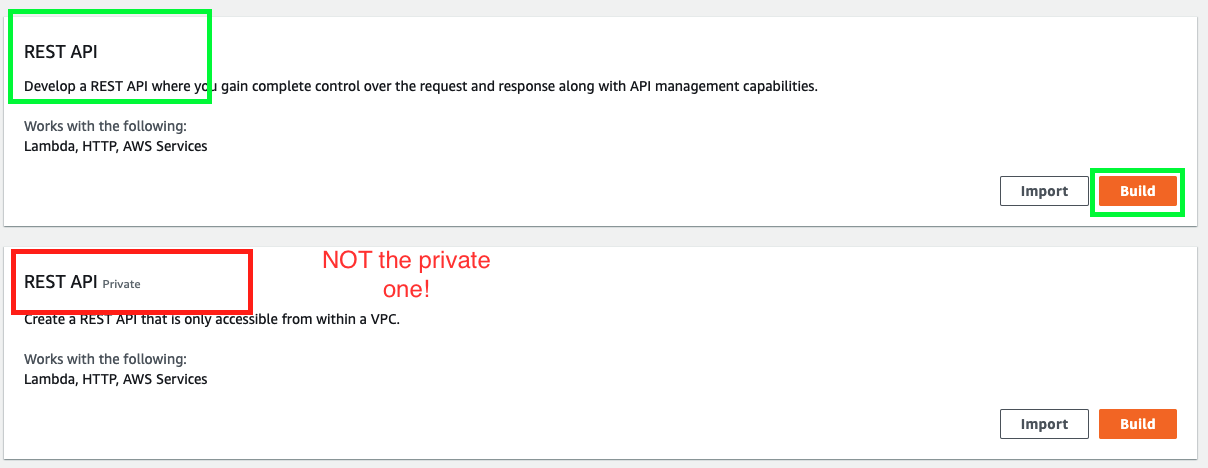 REST API
Develop a REST API where you gain complete control over the request and response along with API management capabilities.
Works with the following:
Lambda, HTTP, AWS Services
Import
Build
REST API Private
NOT the private
one!
Create a REST API that is only accessible from within a VPC.
Works with the following:
Lambda, HTTP, AWS Services
Import
Build